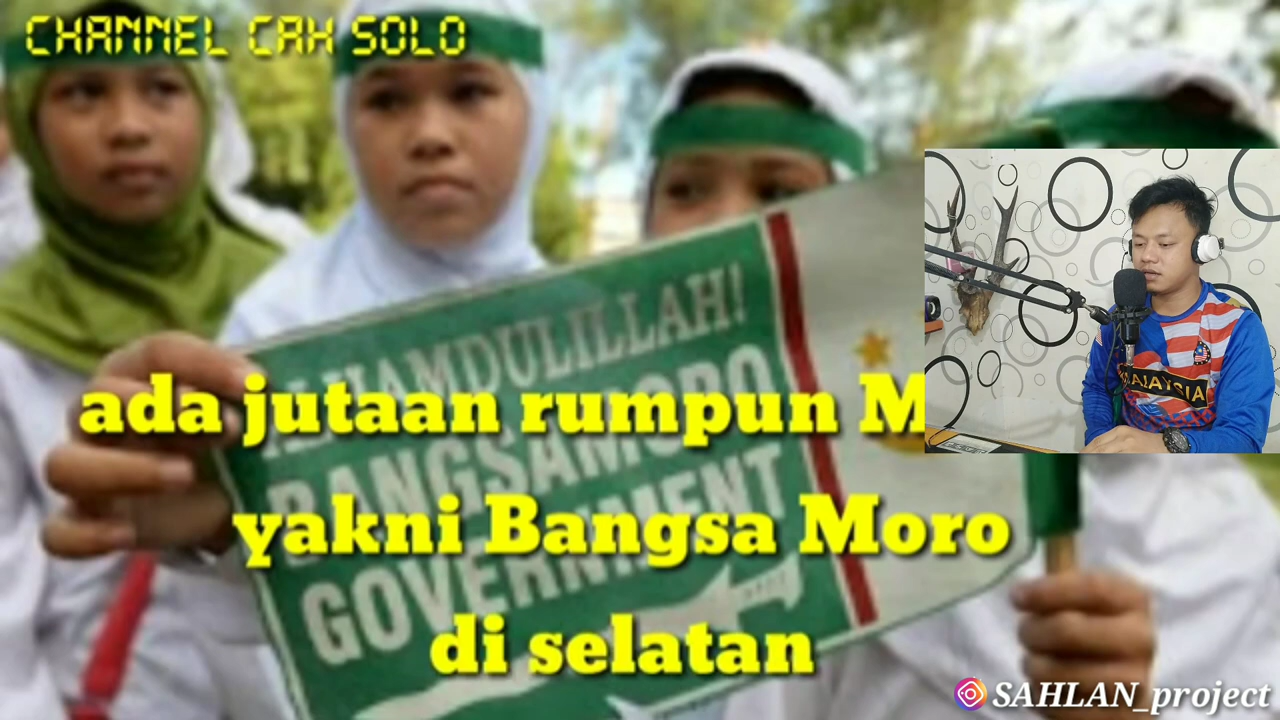 CHANNEL CAH SOLO
ALHAMDULILLAH!
BANGSAMORO
GOVERNMENT
ada jutaan rumpun M
yakni Bangsa Moro
di selatan
MALAYSIA
SAHLAN_project